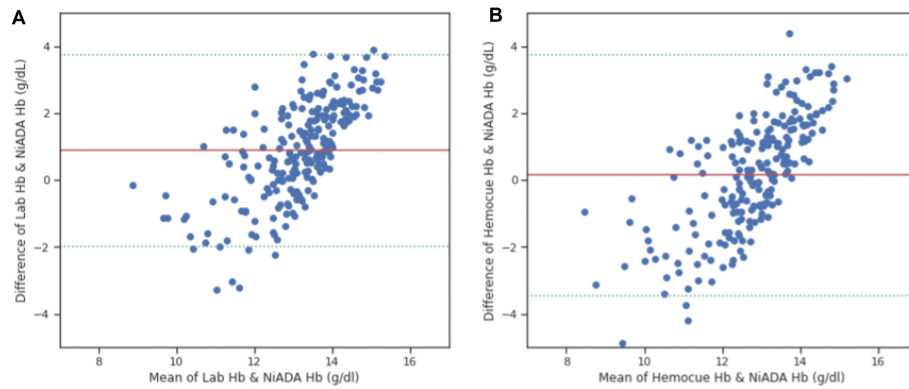 A
Difference of Lab Hb & NiADA Hb (g/dL)
4
2
0
−2
−4
8 10 12 14 16
Mean of Lab Hb & NiADA Hb (g/dl)
B
Difference of Hemocue Hb & NiADA Hb (g/dL)
4
2
0
−2
−4
8 10 12 14 16
Mean of Hemocue Hb & NiADA Hb (g/dl)